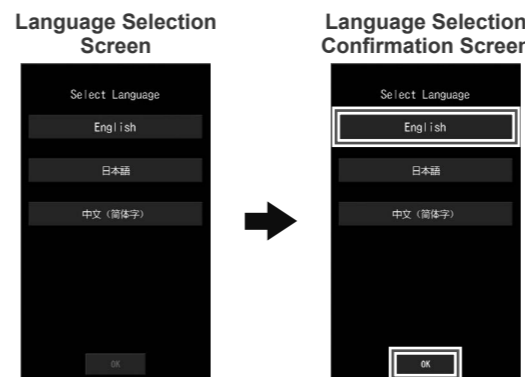 Language Selection
Screen
Select Language
English
日本語
中文（简体字）
OK
Language Selection
Confirmation Screen
Select Language
English
日本語
中文（简体字）
OK